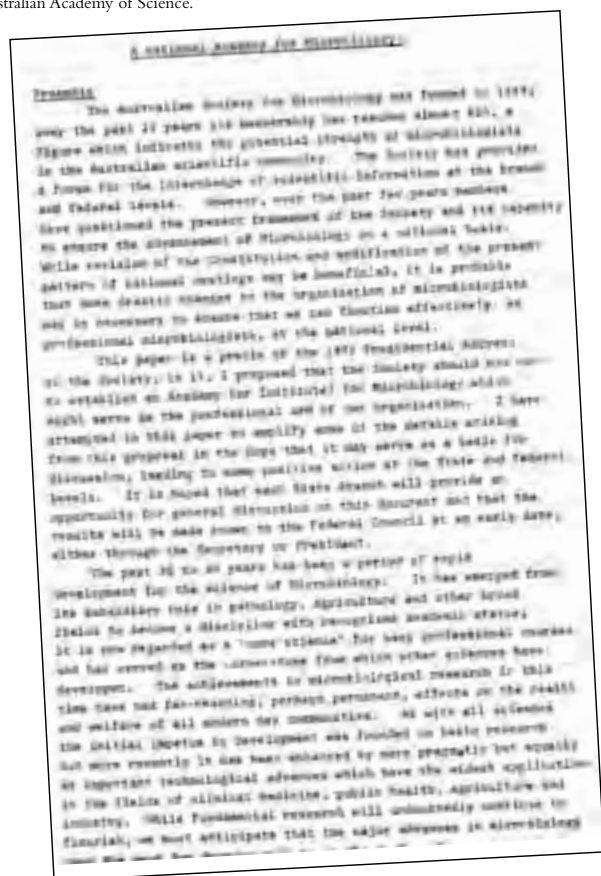 stralian Academy of Science.
A National Academy for Microbiology.
Preamble
The Australian Society for Microbiology was founded in
over the past years its membership has reached almost a
figure which indicates the potential strength of microbiologists
in the Australian scientific community. The Society has provided
a forum for the interchange of scientific information at the branch
and Federal levels. However, over the past few years members
have questioned the present framework of the Society and its capacity
to ensure the advancement of Microbiology on a national basis.
While revision of the Constitution and modification of the present
pattern of national meetings may be beneficial, it is probable
that more drastic changes to the organisation of microbiologists
may be necessary to ensure that we can function effectively as
professional microbiologists, at the national level.
This paper is a precis of the Presidential Address
of the Society; in it, I proposed that the Society should
to establish an Academy (or Institute) for Microbiology which
might serve as the professional arm of our organisation. I have
attempted in this paper to amplify some of the details arising
from this proposal in the hope that it may serve as a basis for
discussion, leading to some positive action at the State and Federal
levels. It is hoped that each State Branch will provide an
opportunity for general discussion on this document and that the
results will be made known to the Federal Council at an early date,
either through the Secretary or President.
The past to years has been a period of rapid
development for the science of Microbiology. It has emerged from
its subsidiary role in pathology, agriculture and other broad
fields to become a discipline with recognised academic status,
it is now regarded as a "core science" for many professional courses
and has served as the cornerstone from which other sciences have
developed. The achievements in microbiological research in this
time have had far-reaching, perhaps permanent, effects on the health
and welfare of all modern day communities. As with all sciences
the initial impetus to development was founded on basic research
but more recently it has been enhanced by more pragmatic but equally
as important technological advances which have the widest application
in the fields of clinical medicine, public health, agriculture and
industry. While fundamental research will undoubtedly continue to
flourish, we must anticipate that the major advances in microbiology